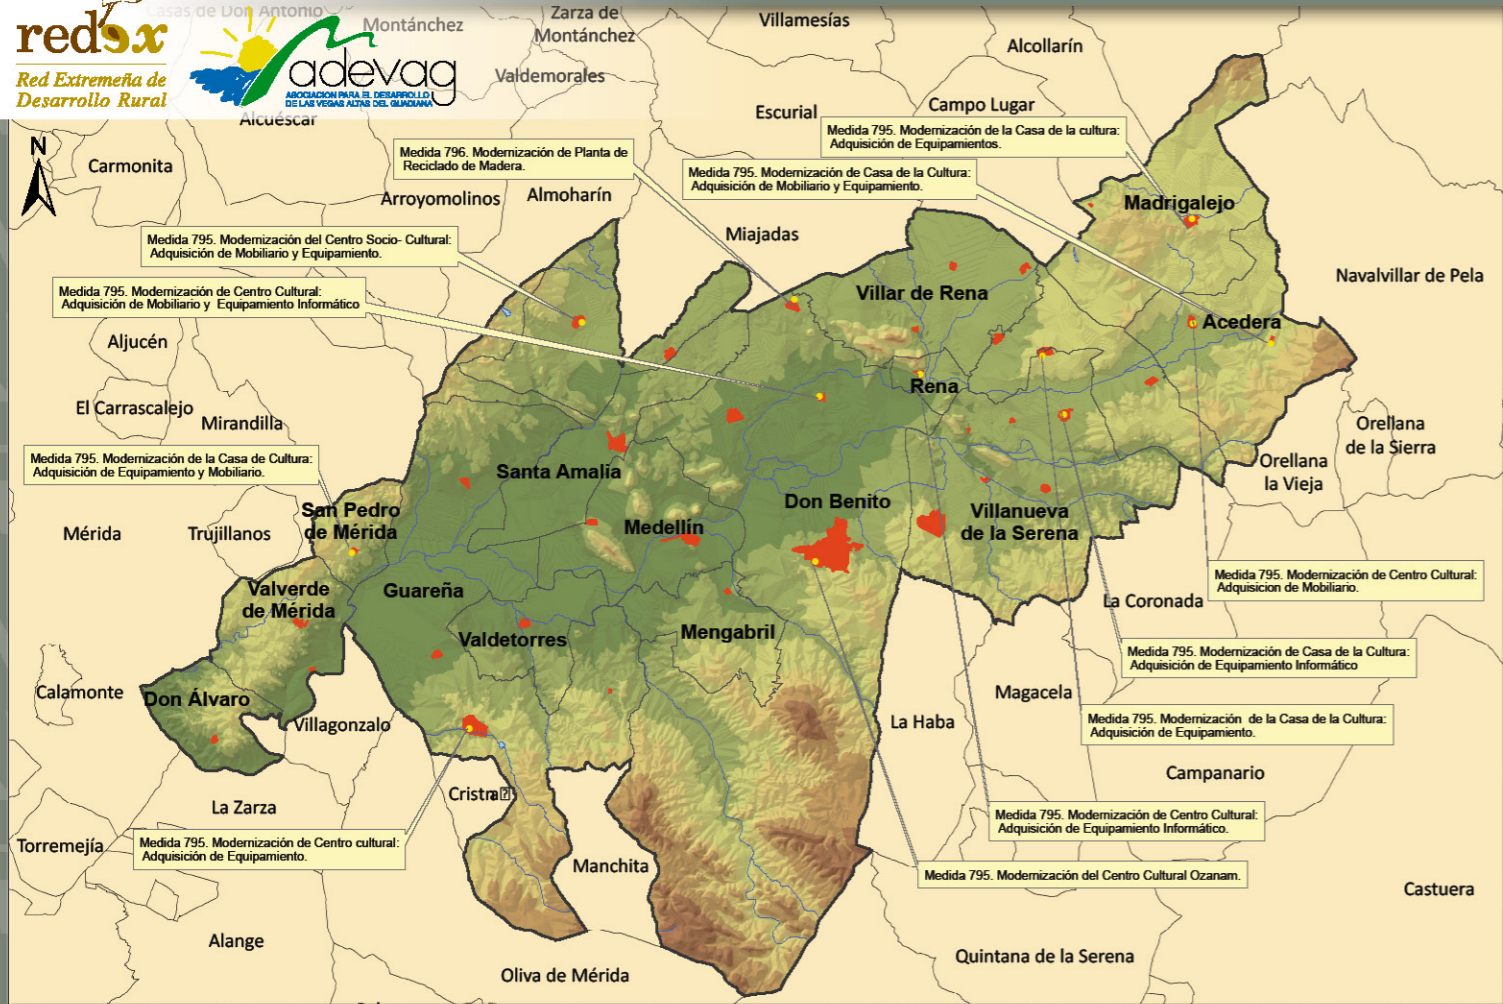 Casas de Don Antonio
Montánchez
Zarza de
Montánchez
Villamesías
Alcollarín
redex
Red Extremeña de
Desarrollo Rural
adevag
ASOCIACION PARA EL DESARROLLO
DE LAS VEGAS ALTAS DEL GUADIANA
Valdemorales
Alcuéscar
Escurial
Campo Lugar
N
Carmonita
Medida 796. Modernización de Planta de
Reciclado de Madera.
Medida 795. Modernización de la Casa de la cultura:
Adquisición de Equipamientos.
Medida 795. Modernización de Casa de la Cultura:
Adquisición de Mobiliario y Equipamiento.
Arroyomolinos
Almoharín
Madrigalejo
Miajadas
Medida 795. Modernización del Centro Socio- Cultural:
Adquisición de Mobiliario y Equipamiento.
Navalvillar de Pela
Medida 795. Modernización de Centro Cultural:
Adquisición de Mobiliario y Equipamiento Informático
Villar de Rena
Acedera
Aljucén
Rena
El Carrascalejo
Mirandilla
Orellana
de la Sierra
Orellana
la Vieja
Medida 795. Modernización de la Casa de Cultura:
Adquisición de Equipamiento y Mobiliario.
Santa Amalia
Don Benito
San Pedro
de Mérida
Mérida
Trujillanos
Medellín
Villanueva
de la Serena
Valverde
de Mérida
Guareña
Medida 795. Modernización de Centro Cultural:
Adquisicion de Mobiliario.
La Coronada
Valdetorres
Mengabril
Medida 795. Modernización de Casa de la Cultura:
Adquisición de Equipamiento Informático
Calamonte
Don Álvaro
Magacela
Villagonzalo
La Haba
Medida 795. Modernización de la Casa de la Cultura:
Adquisición de Equipamiento.
Campanario
Cristna
La Zarza
Medida 795. Modernización de Centro Cultural:
Adquisición de Equipamiento Informático.
Torremejía
Medida 795. Modernización de Centro cultural:
Adquisición de Equipamiento.
Manchita
Medida 795. Modernización del Centro Cultural Ozanam.
Castuera
Alange
Oliva de Mérida
Quintana de la Serena